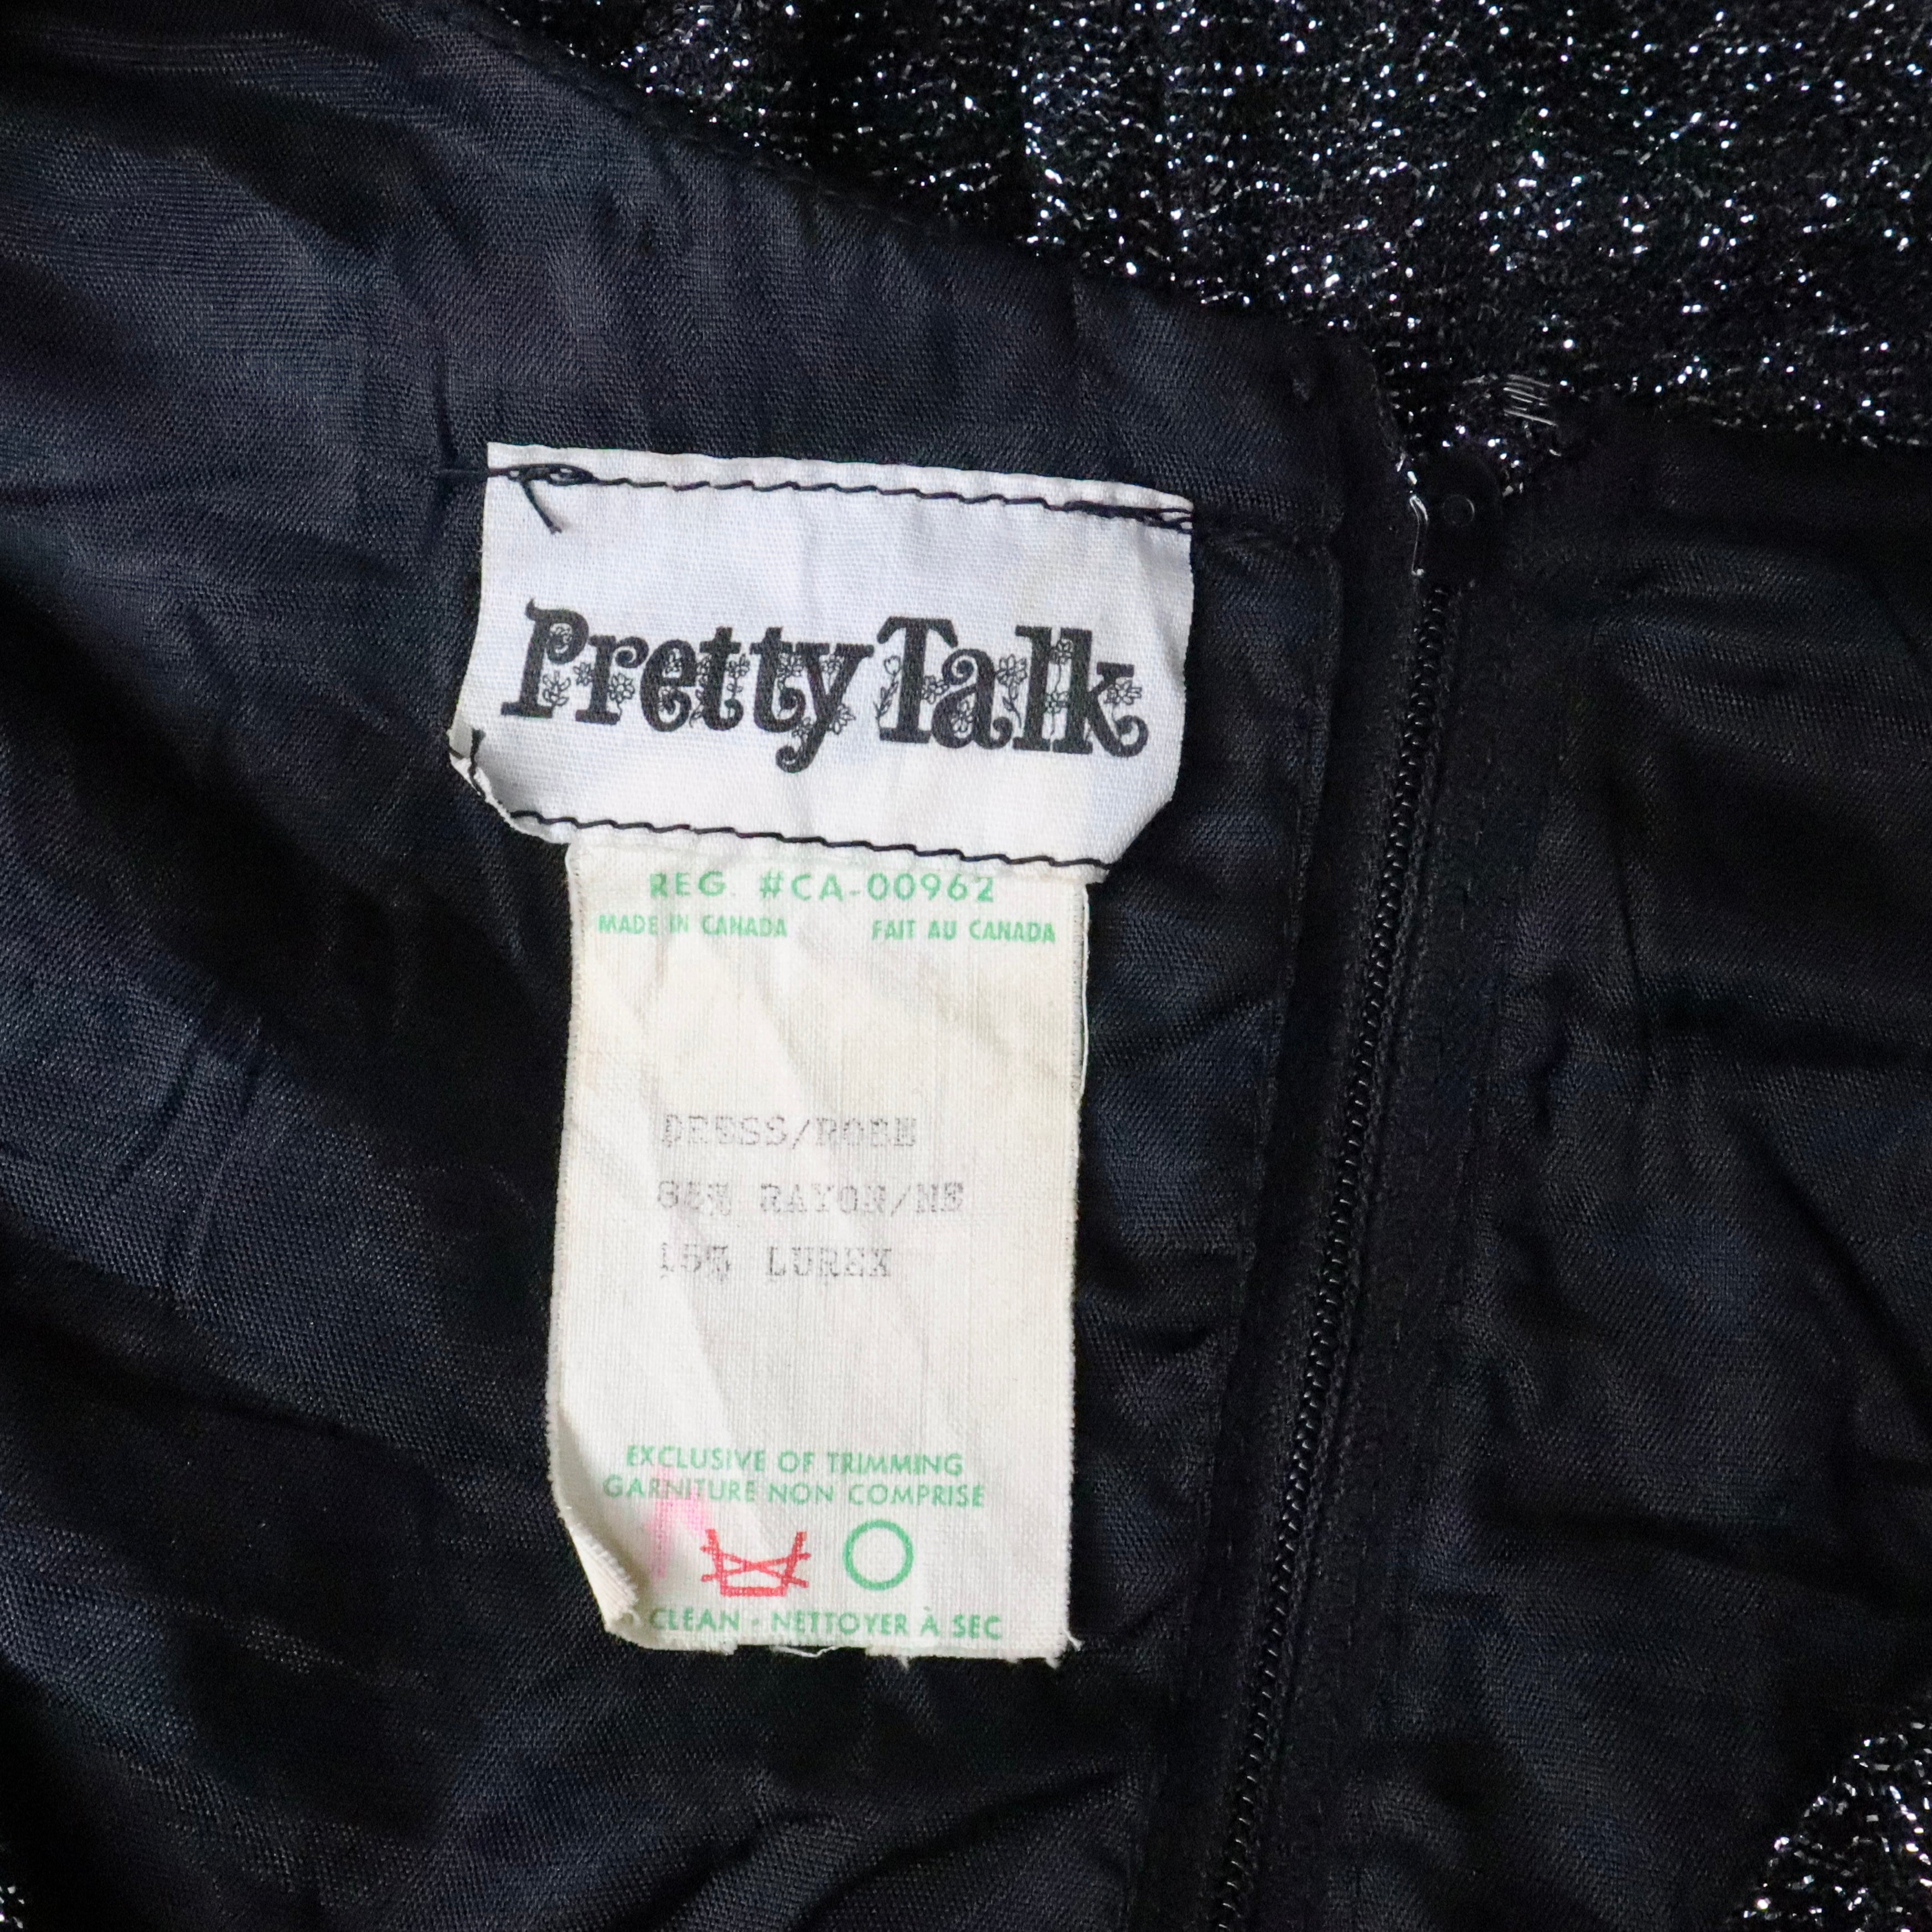 Pretty Talk
REG. #CA-00962
MADE IN CANADA FAIT AU CANADA
DRESS/ROBE
85% RAYON/NE
15% LUREX
EXCLUSIVE OF TRIMMING
GARNITURE NON COMPRISE
CLEAN - NETTOYER À SEC